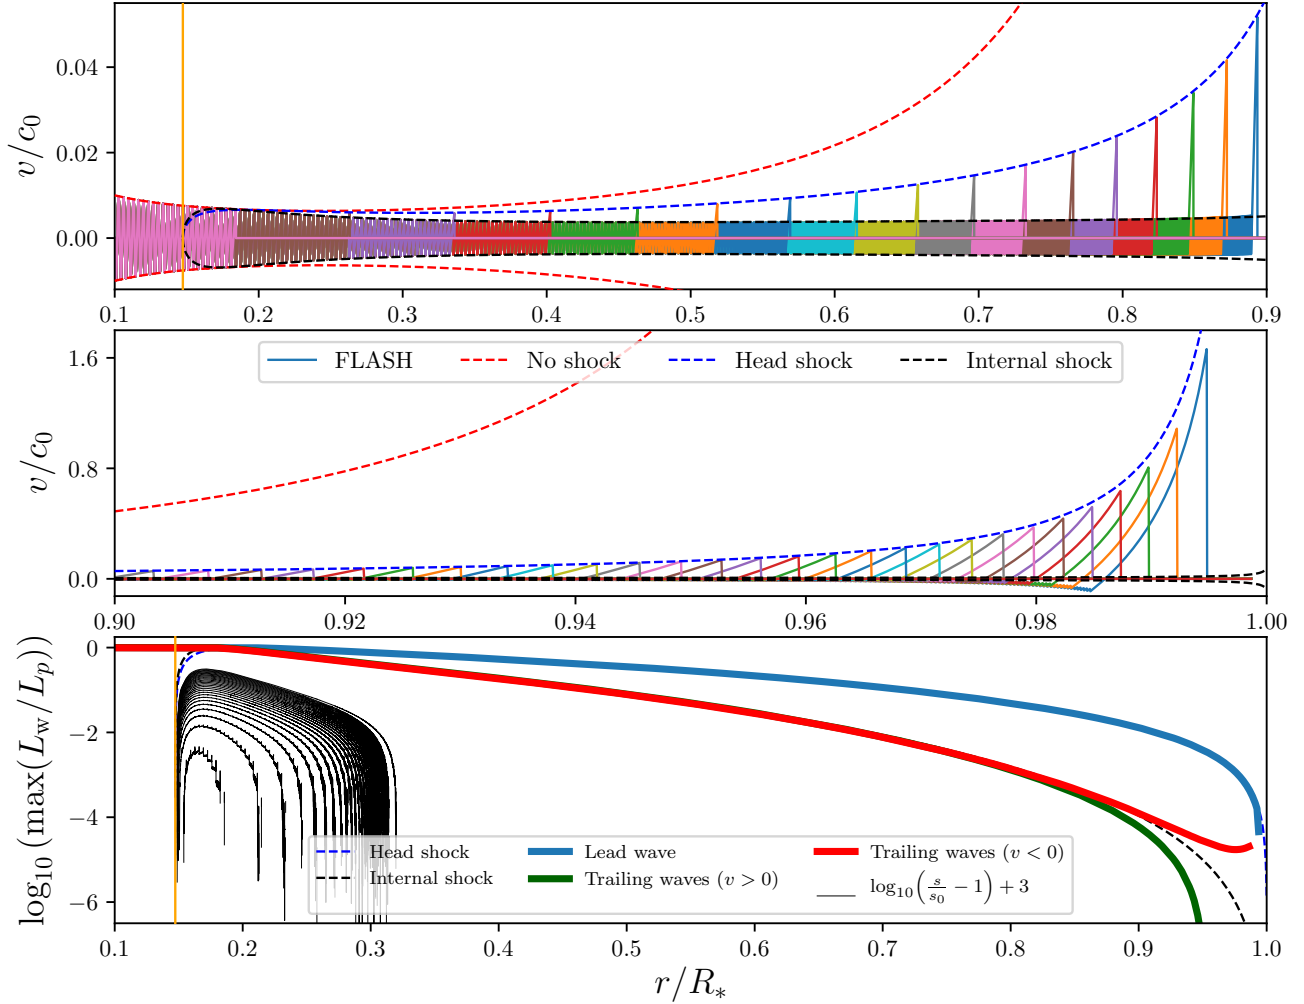 v/c₀
0.04
0.02
0.00
0.1 0.2 0.3 0.4 0.5 0.6 0.7 0.8 0.9
v/c₀
1.6
0.8
0.0
FLASH No shock Head shock Internal shock
0.90 0.92 0.94 0.96 0.98 1.00
log₁₀(max(L_w/L_p))
0
−2
−4
−6
Head shock Lead wave Trailing waves (v < 0)
Internal shock Trailing waves (v > 0) log₁₀(s/s₀ − 1) + 3
0.1 0.2 0.3 0.4 0.5 0.6 0.7 0.8 0.9 1.0
r/R_*